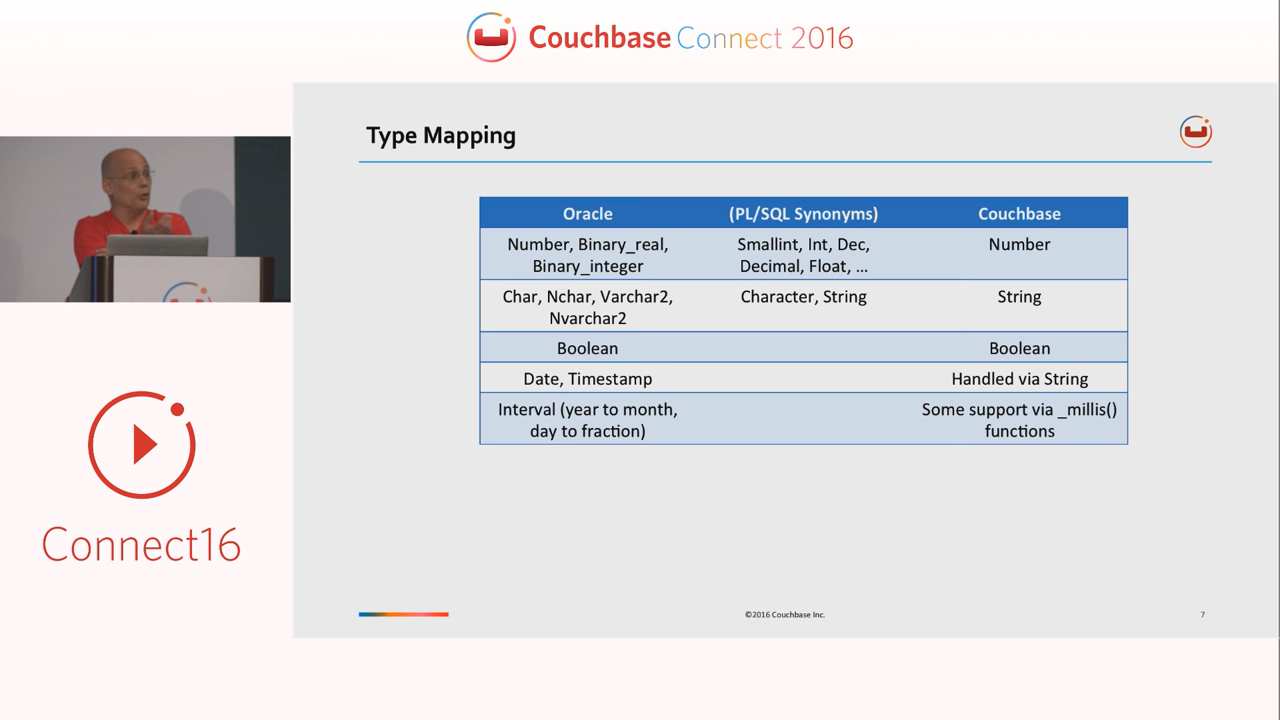 Couchbase Connect 2016
Type Mapping
Oracle (PL/SQL Synonyms) Couchbase
Number, Binary_real, Smallint, Int, Dec, Number
Binary_integer Decimal, Float, ...
Char, Nchar, Varchar2, Character, String String
Nvarchar2
Boolean Boolean
Date, Timestamp Handled via String
Interval (year to month, Some support via _millis()
day to fraction) functions
Connect16
©2016 Couchbase Inc. 7